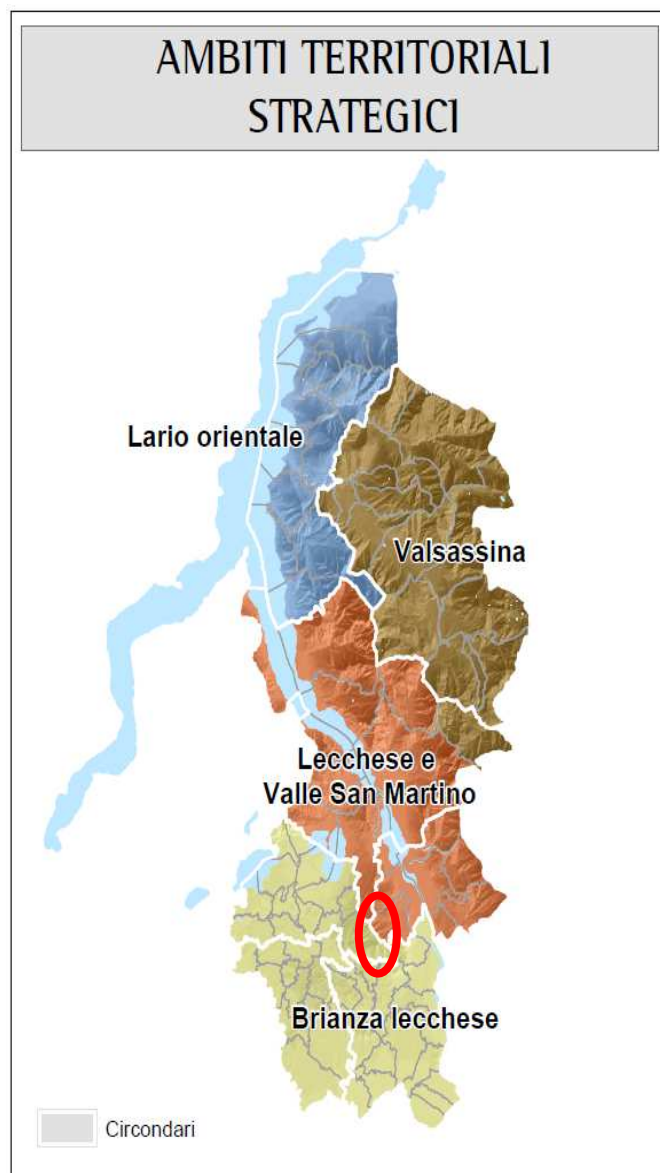 AMBITI TERRITORIALI
STRATEGICI
Lario orientale
Valsassina
Lecchese e
Valle San Martino
Brianza lecchese
Circondari